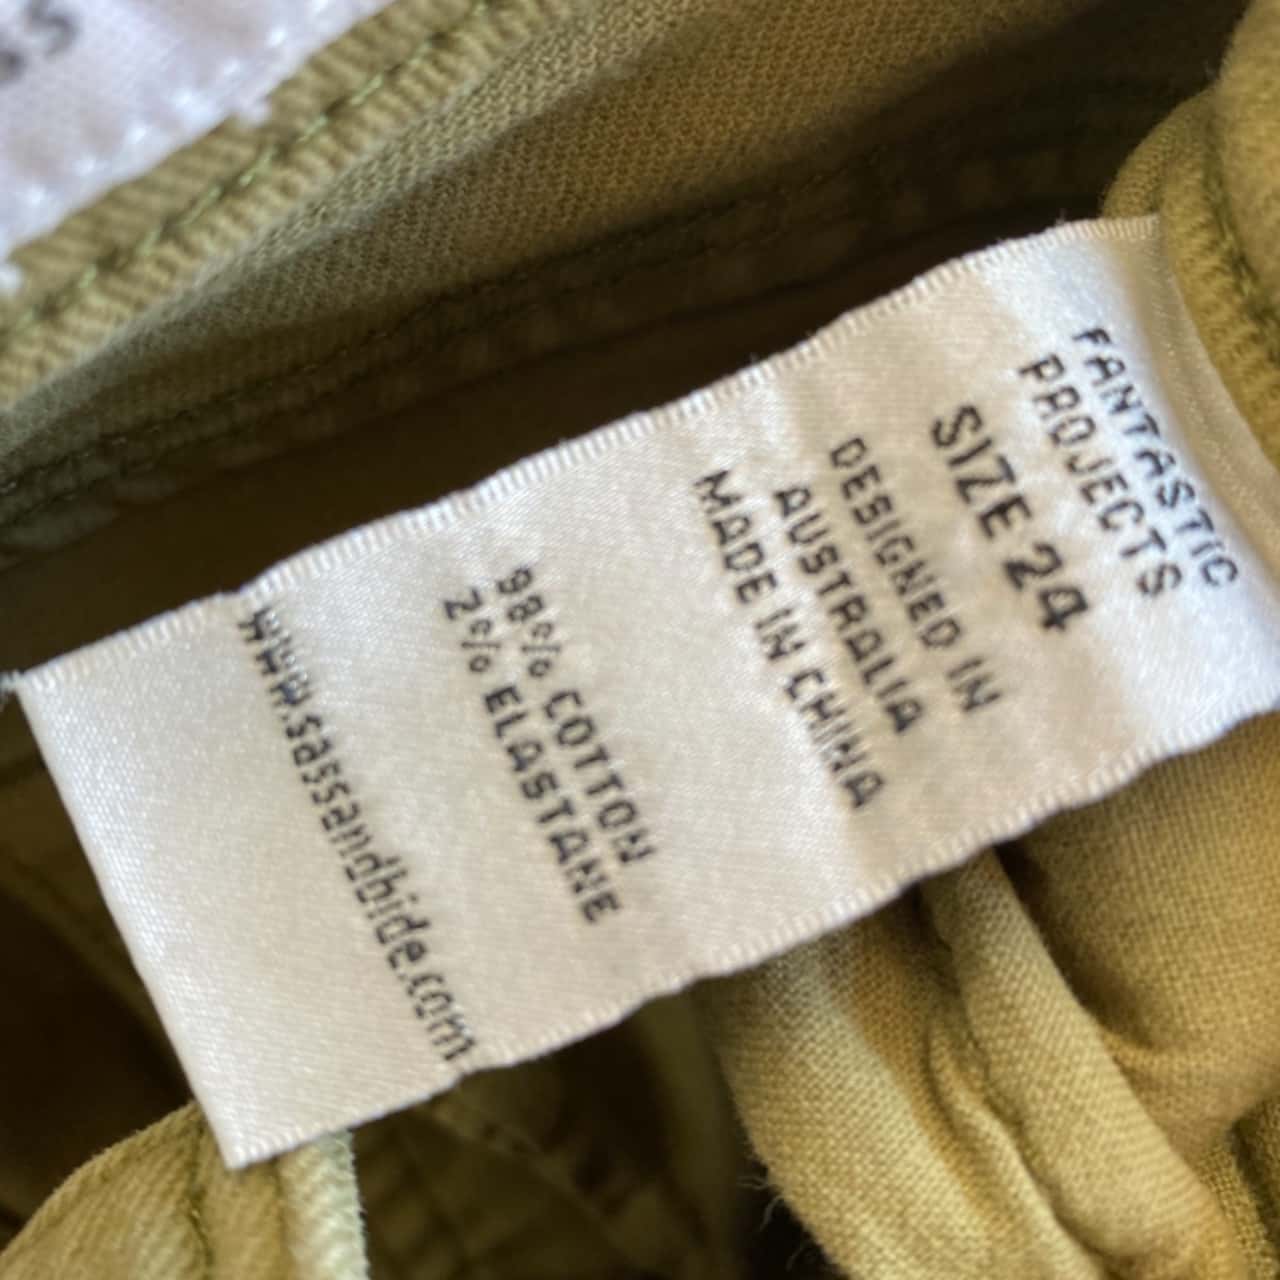 FANTASTIC
PROJECTS
SIZE 24
DESIGNED IN
AUSTRALIA
MADE IN CHINA
98% COTTON
2% ELASTANE
www.sassandbide.com